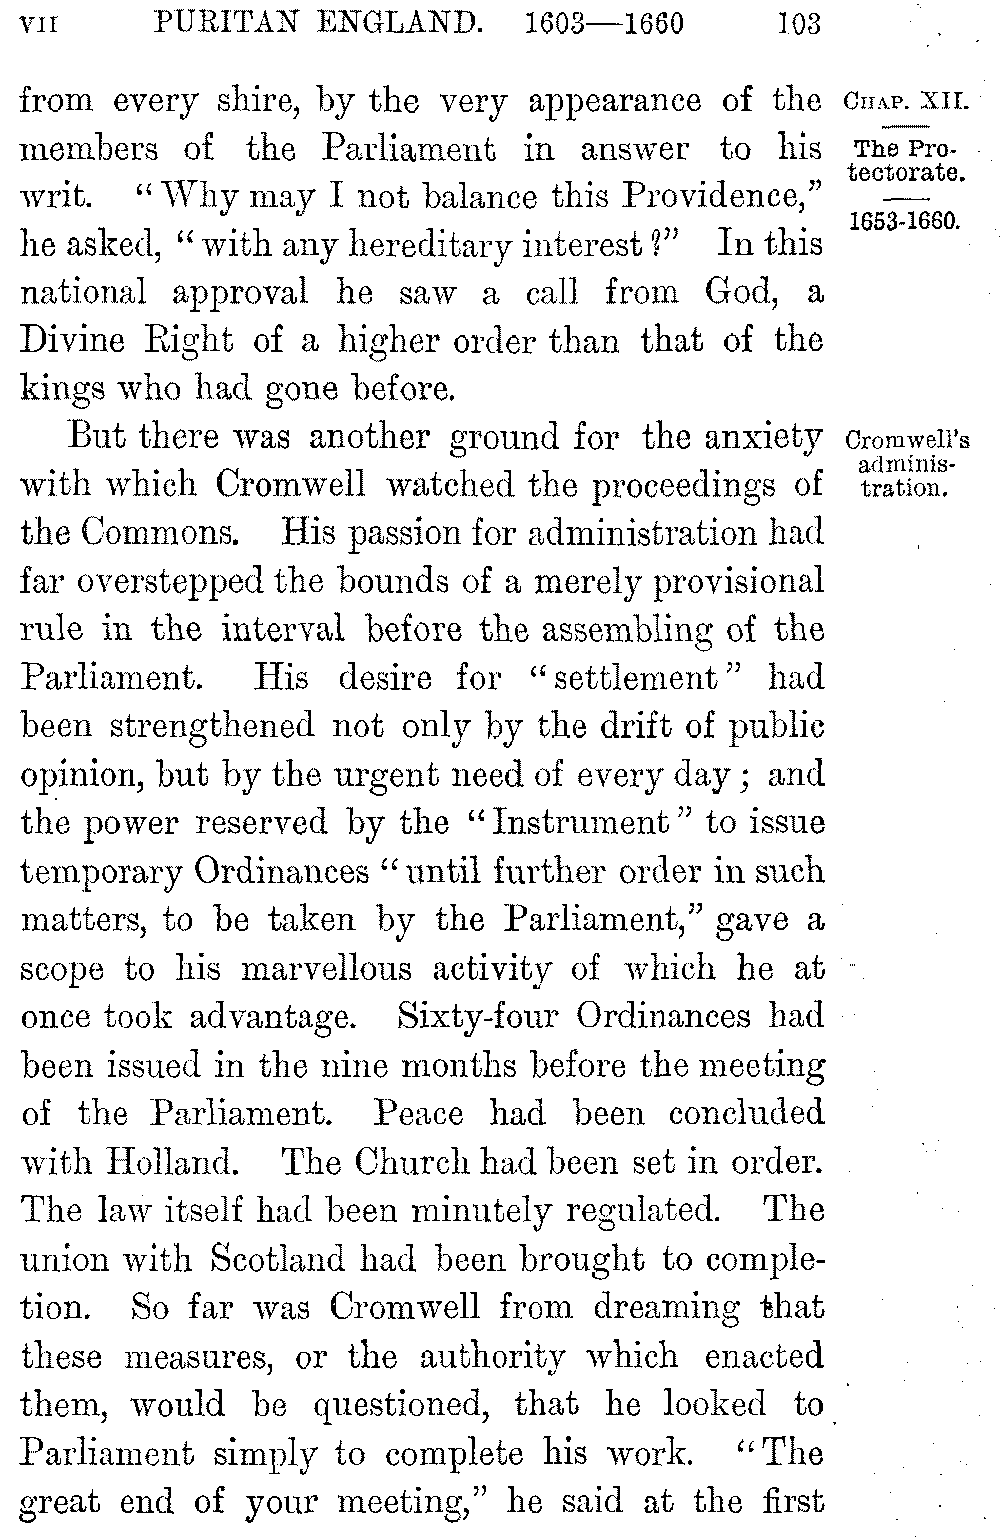 VII PURITAN ENGLAND. 1603—1660 103
from every shire, by the very appearance of the
members of the Parliament in answer to his
writ. "Why may I not balance this Providence,"
he asked, "with any hereditary interest?" In this
national approval he saw a call from God, a
Divine Right of a higher order than that of the
kings who had gone before.
CHAP. XII.
The Pro-
tectorate.
1653-1660.
But there was another ground for the anxiety
with which Cromwell watched the proceedings of
the Commons. His passion for administration had
far overstepped the bounds of a merely provisional
rule in the interval before the assembling of the
Parliament. His desire for "settlement" had
been strengthened not only by the drift of public
opinion, but by the urgent need of every day; and
the power reserved by the "Instrument" to issue
temporary Ordinances "until further order in such
matters, to be taken by the Parliament," gave a
scope to his marvellous activity of which he at
once took advantage. Sixty-four Ordinances had
been issued in the nine months before the meeting
of the Parliament. Peace had been concluded
with Holland. The Church had been set in order.
The law itself had been minutely regulated. The
union with Scotland had been brought to comple-
tion. So far was Cromwell from dreaming that
these measures, or the authority which enacted
them, would be questioned, that he looked to
Parliament simply to complete his work. "The
great end of your meeting," he said at the first
Cromwell's
adminis-
tration.